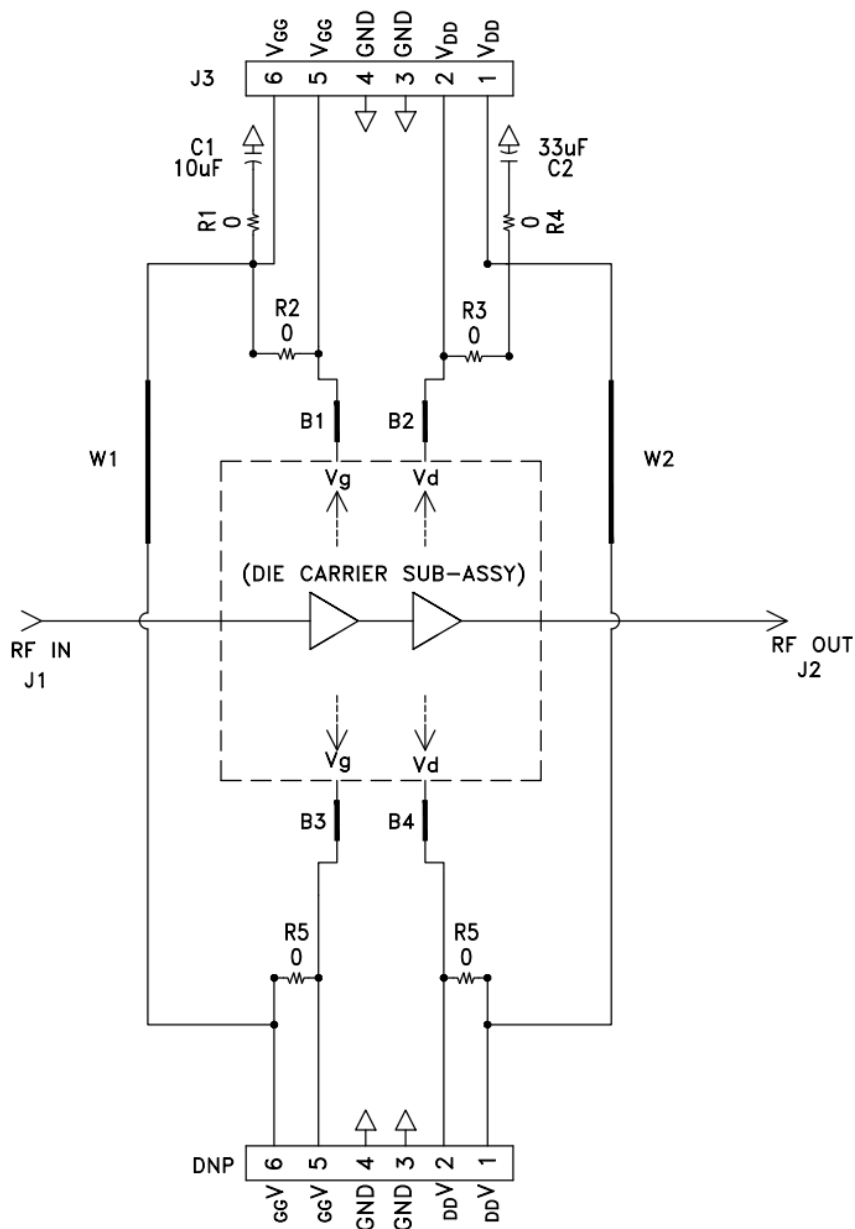 VGG VGG GND GND VDD VDD
J3 6 5 4 3 2 1
C1
10uF
33uF
C2
R1
0
0
R4
R2
0
R3
0
B1 B2
W1 W2
Vg Vd
(DIE CARRIER SUB-ASSY)
RF IN
J1
RF OUT
J2
Vg Vd
B3 B4
R5
0
R5
0
DNP 6 5 4 3 2 1
GGV GGV GND GND DDV DDV